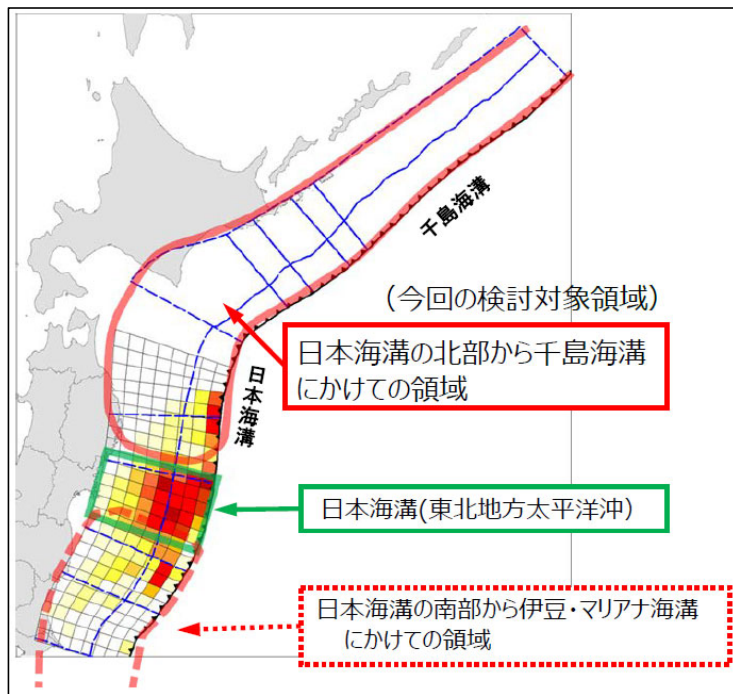 千島海溝
(今回の検討対象領域)
日本海溝の北部から千島海溝
にかけての領域
日本海溝
日本海溝(東北地方太平洋沖)
日本海溝の南部から伊豆・マリアナ海溝
にかけての領域